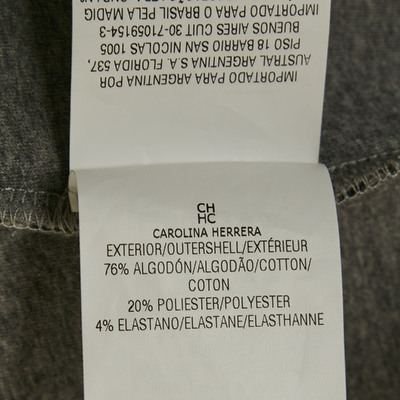 IMPORTADO PARA ARGENTINA POR
AUSTRAL ARGENTINA S.A. FLORIDA 537,
PISO 18 BARRIO SAN NICOLAS 1005
BUENOS AIRES CUIT 30-71059154-3
IMPORTADO PARA O BRASIL PELA MADIG
CH
HC
CAROLINA HERRERA
EXTERIOR/OUTERSHELL/EXTÉRIEUR
76% ALGODÓN/ALGODÃO/COTTON/
COTON
20% POLIESTER/POLYESTER
4% ELASTANO/ELASTANE/ELASTHANNE